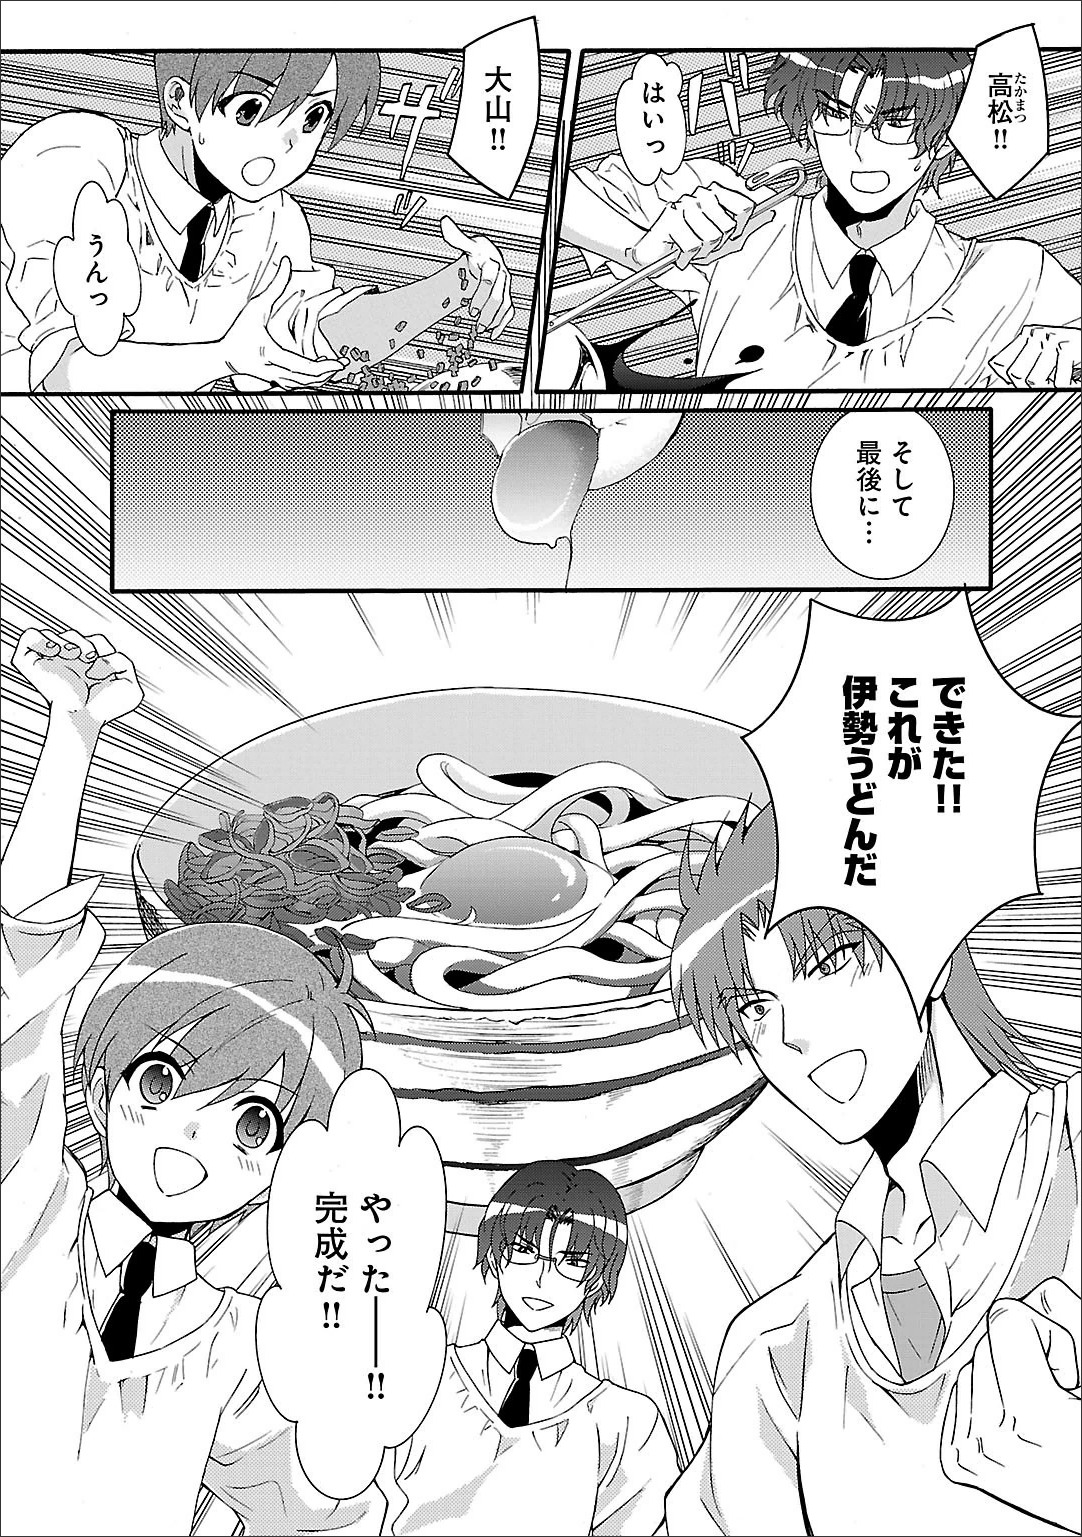 高松!!
たかまつ
はいっ
大山!!
ザザッ
うんっ
そして
最後に…
できた!!
これが
伊勢うどんだ
やった――!!
完成だ!!